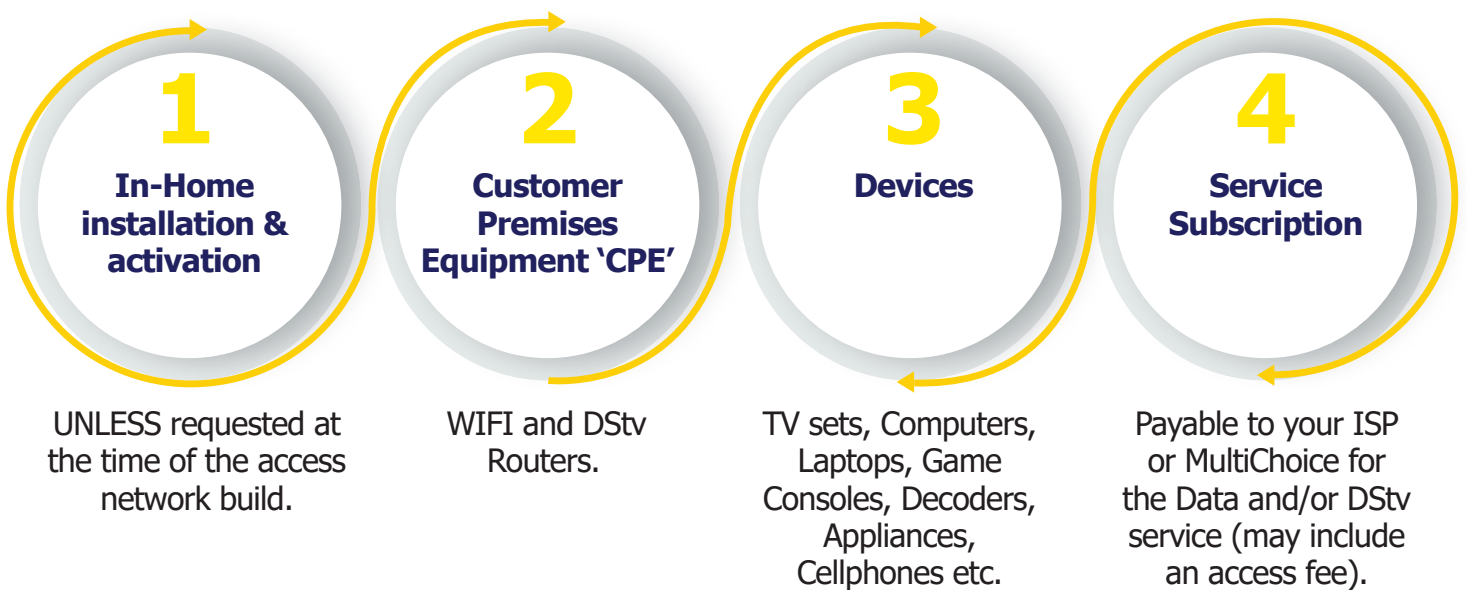 1
In-Home
installation &
activation
UNLESS requested at
the time of the access
network build.
2
Customer
Premises
Equipment ‘CPE’
WIFI and DStv
Routers.
3
Devices
TV sets, Computers,
Laptops, Game
Consoles, Decoders,
Appliances,
Cellphones etc.
4
Service
Subscription
Payable to your ISP
or MultiChoice for
the Data and/or DStv
service (may include
an access fee).